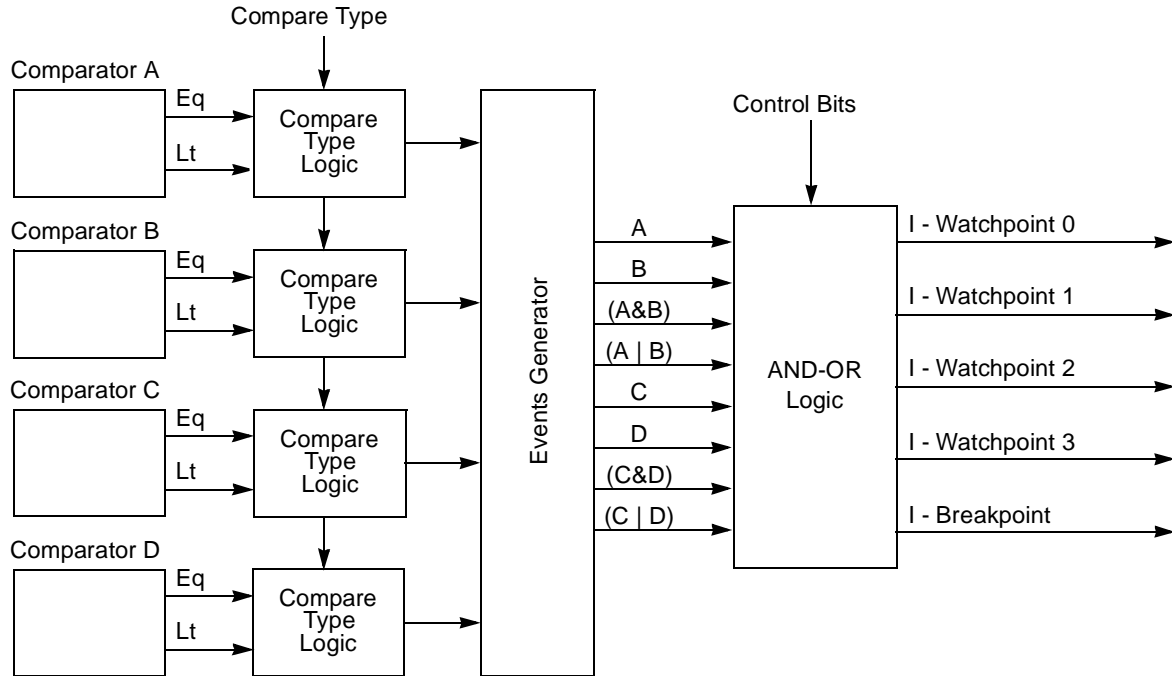 Compare Type
Comparator A
Eq
Lt
Compare
Type
Logic
Comparator B
Eq
Lt
Compare
Type
Logic
Comparator C
Eq
Lt
Compare
Type
Logic
Comparator D
Eq
Lt
Compare
Type
Logic
Events Generator
A
B
(A&B)
(A | B)
C
D
(C&D)
(C | D)
Control Bits
AND-OR
Logic
I - Watchpoint 0
I - Watchpoint 1
I - Watchpoint 2
I - Watchpoint 3
I - Breakpoint